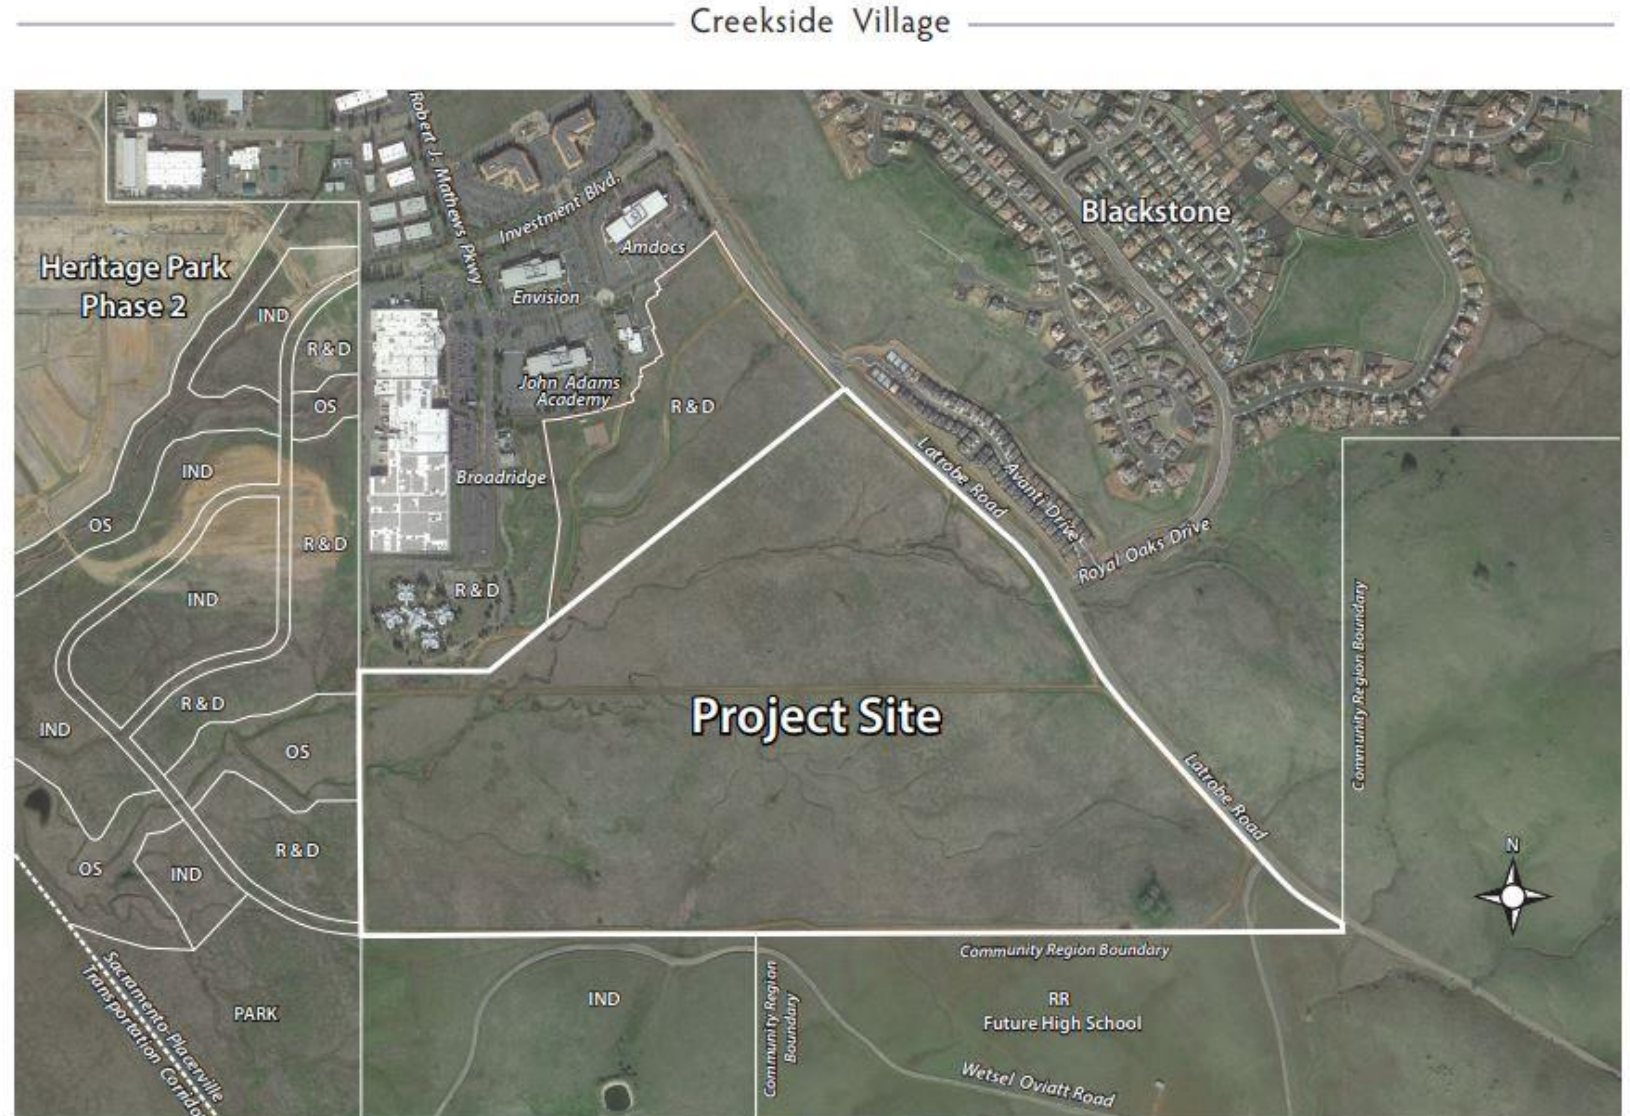 Creekside Village
Robert J. Mathews Pkwy
Investment Blvd.
Amdocs
Blackstone
Heritage Park
Phase 2
IND
R & D
OS
Envision
John Adams
Academy
R & D
IND
Broadridge
Latrobe Road
Avanti Drive
OS
R & D
Royal Oaks Drive
IND
R & D
Community Region Boundary
R & D
IND
Project Site
OS
Latrobe Road
R & D
OS
IND
N
Community Region Boundary
Sacramento-Placerville
Transportation Corridor
PARK
IND
Community Region
Boundary
RR
Future High School
Wetsel Oviatt Road